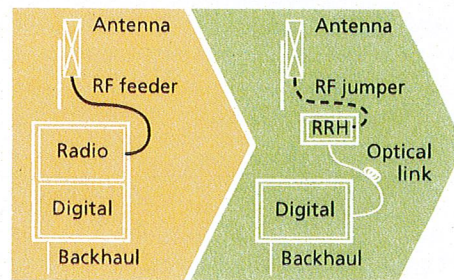 Antenna
RF feeder
Radio
Digital
Backhaul
Antenna
RF jumper
RRH
Optical
link
Digital
Backhaul